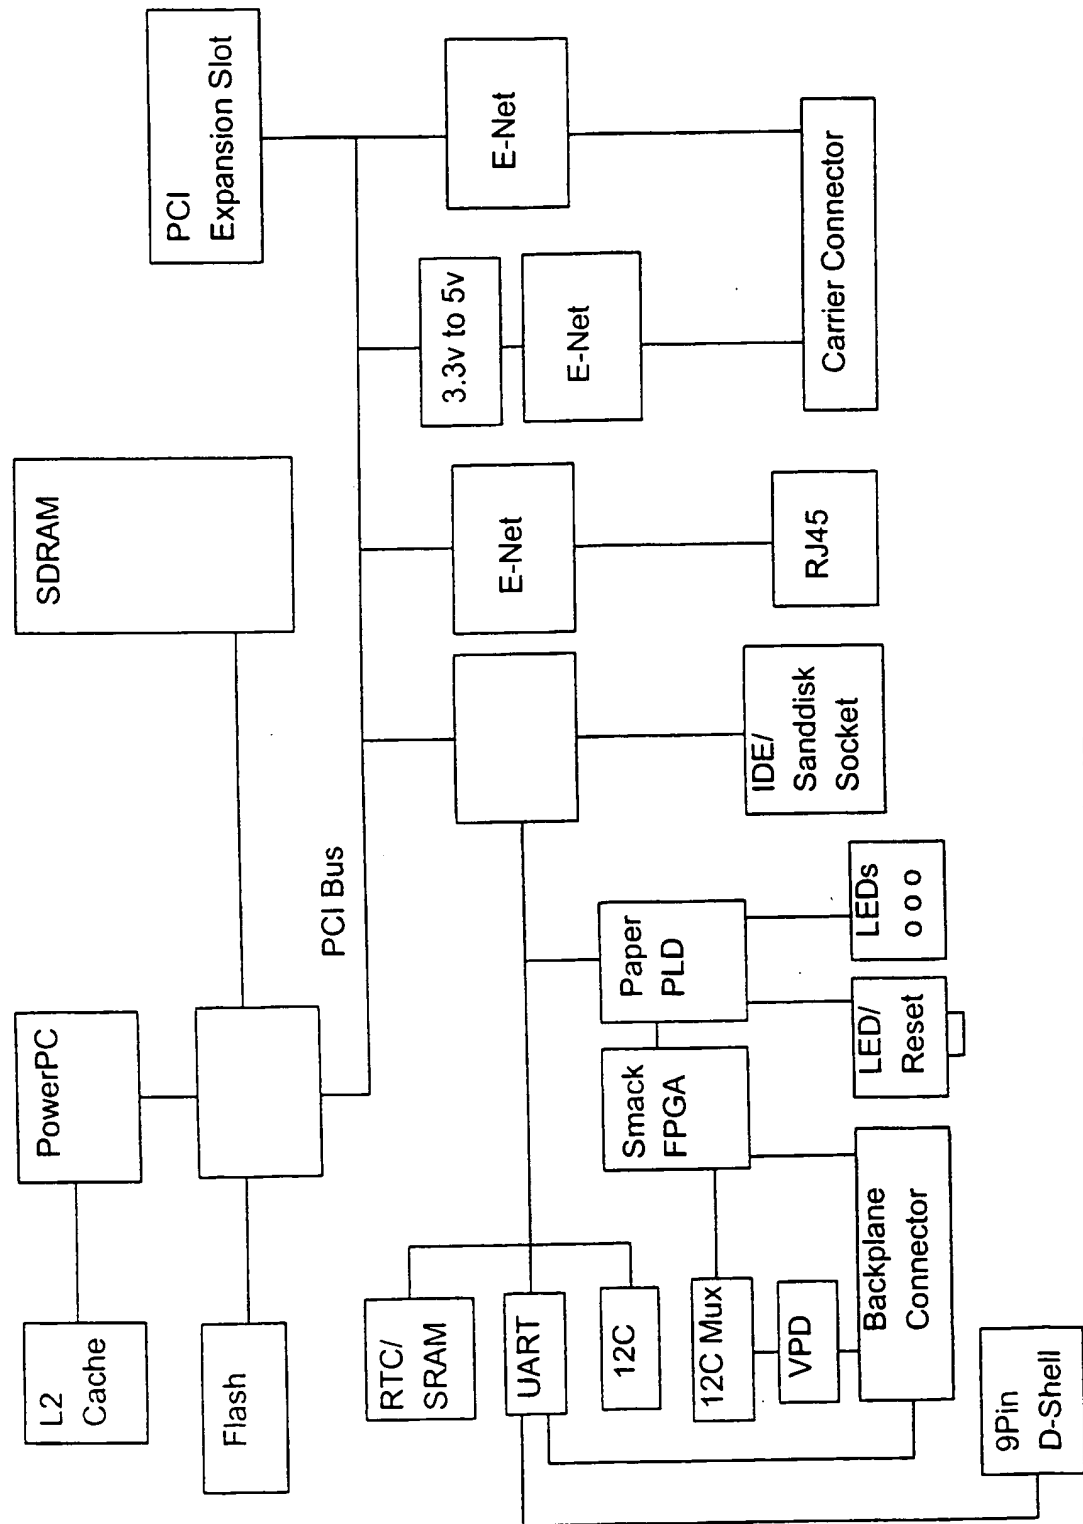 L2
Cache
PowerPC
SDRAM
PCI
Expansion Slot
Flash
PCI Bus
RTC/
SRAM
UART
12C
12C Mux
VPD
Backplane
Connector
9Pin
D-Shell
Smack
FPGA
Paper
PLD
LED/
Reset
LEDs
o o o
IDE/
Sanddisk
Socket
E-Net
RJ45
3.3v to 5v
E-Net
E-Net
Carrier Connector